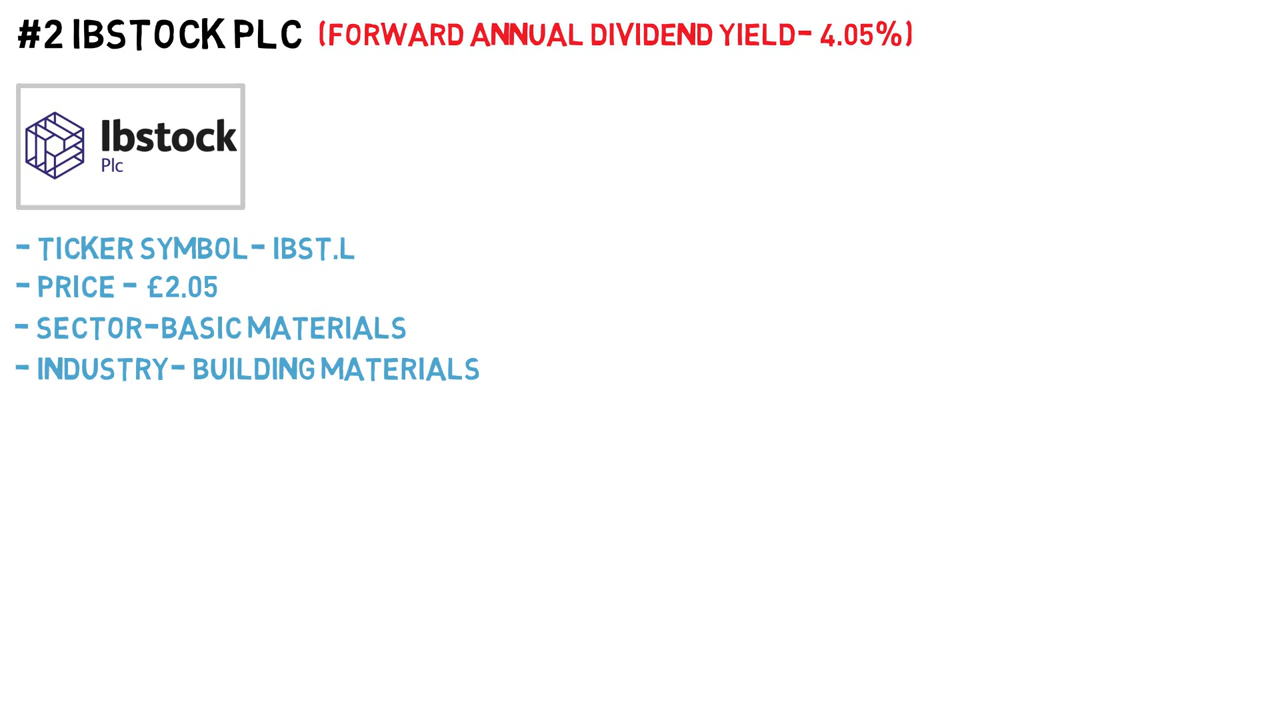 #2 IBSTOCK PLC (FORWARD ANNUAL DIVIDEND YIELD- 4.05%)
Ibstock
Plc
- TICKER SYMBOL- IBST.L
- PRICE - £2.05
- SECTOR-BASIC MATERIALS
- INDUSTRY- BUILDING MATERIALS